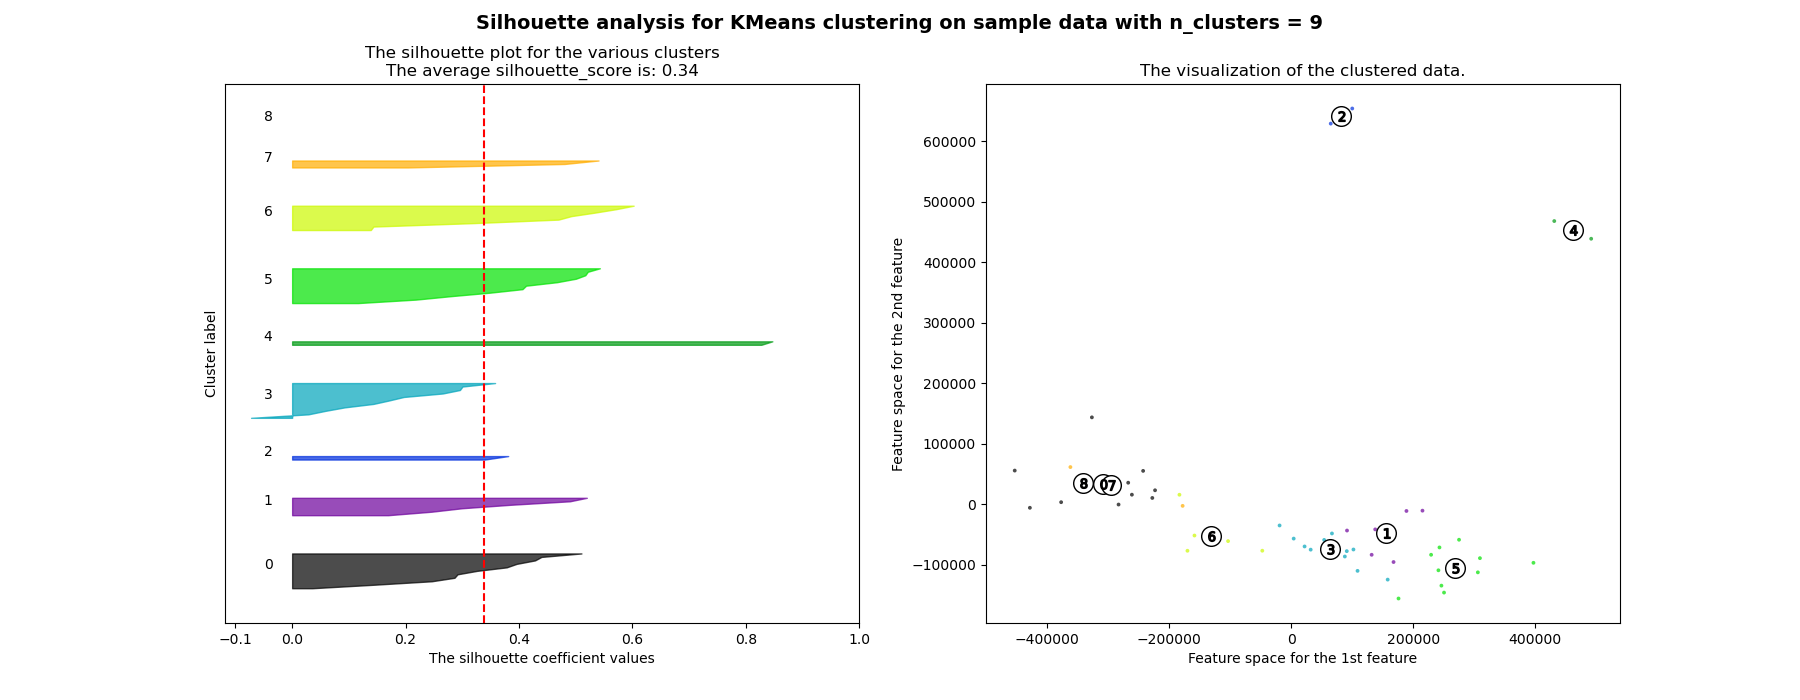 Silhouette analysis for KMeans clustering on sample data with n_clusters = 9
The silhouette plot for the various clusters
The average silhouette_score is: 0.34
8
7
6
5
4
3
2
1
0
Cluster label
−0.1 0.0 0.2 0.4 0.6 0.8 1.0
The silhouette coefficient values
The visualization of the clustered data.
600000
500000
400000
300000
200000
100000
0
−100000
Feature space for the 2nd feature
2
4
8 0 7
6
3
1
5
−400000 −200000 0 200000 400000
Feature space for the 1st feature